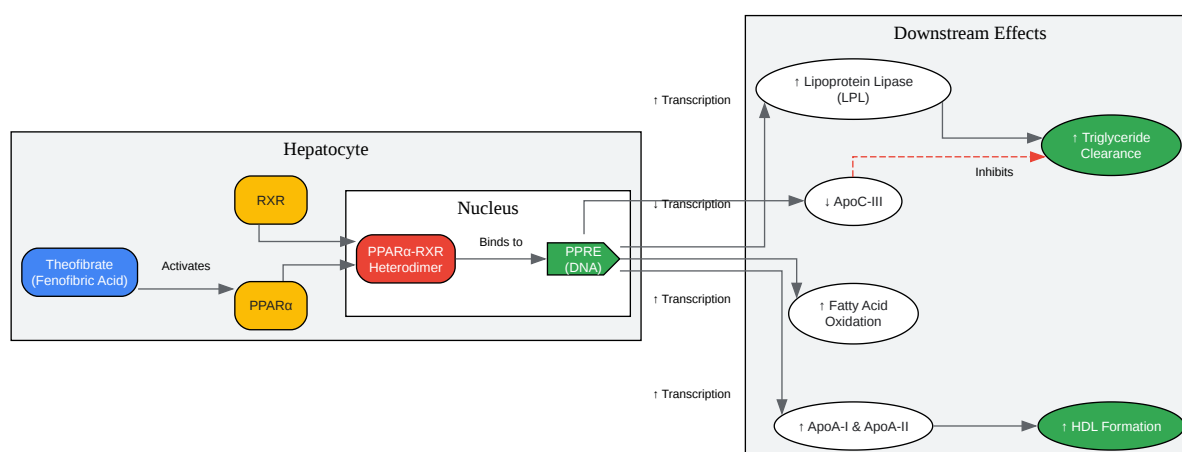 Downstream Effects
↑ Lipoprotein Lipase
(LPL)
↑ Transcription
↑ Triglyceride
Clearance
Hepatocyte
Inhibits
RXR
↓ ApoC-III
↓ Transcription
Nucleus
PPARα-RXR
Heterodimer
Binds to
PPRE
(DNA)
Theofibrate
(Fenofibric Acid)
Activates
PPARα
↑ Transcription
↑ Fatty Acid
Oxidation
↑ Transcription
↑ ApoA-I & ApoA-II
↑ HDL Formation